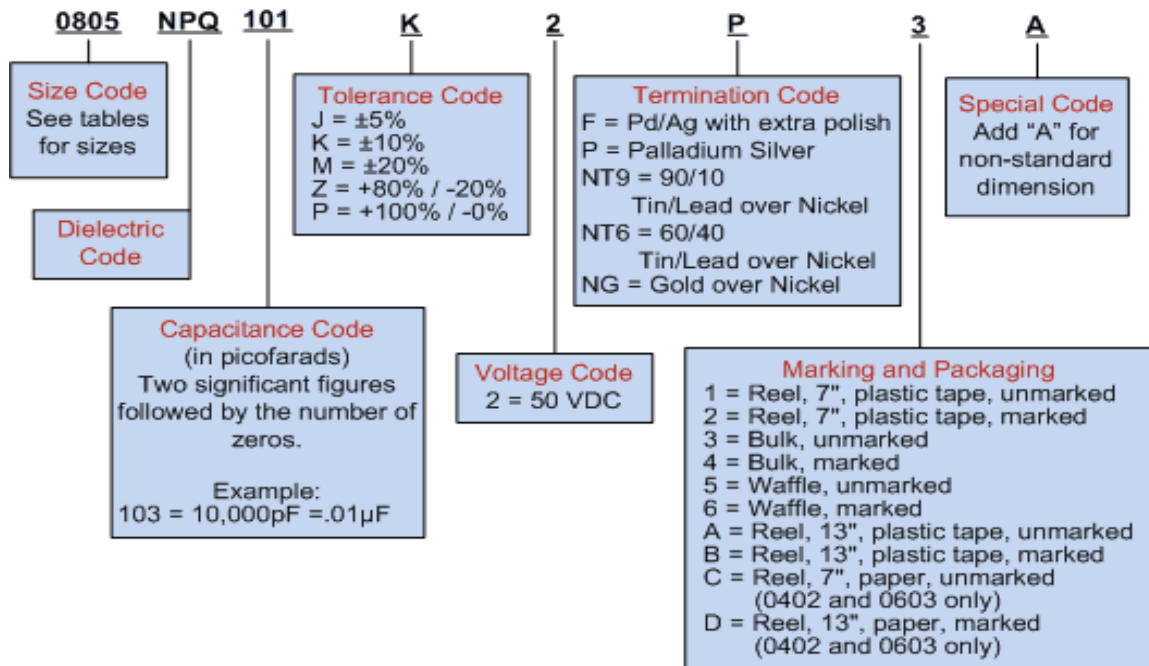 0805 NPQ 101 K 2 P 3 A
Size Code
See tables
for sizes
Dielectric
Code
Capacitance Code
(in picofarads)
Two significant figures
followed by the number of
zeros.
Example:
103 = 10,000pF =.01µF
Tolerance Code
J = ±5%
K = ±10%
M = ±20%
Z = +80% / -20%
P = +100% / -0%
Voltage Code
2 = 50 VDC
Termination Code
F = Pd/Ag with extra polish
P = Palladium Silver
NT9 = 90/10
Tin/Lead over Nickel
NT6 = 60/40
Tin/Lead over Nickel
NG = Gold over Nickel
Marking and Packaging
1 = Reel, 7", plastic tape, unmarked
2 = Reel, 7", plastic tape, marked
3 = Bulk, unmarked
4 = Bulk, marked
5 = Waffle, unmarked
6 = Waffle, marked
A = Reel, 13", plastic tape, unmarked
B = Reel, 13", plastic tape, marked
C = Reel, 7", paper, unmarked
(0402 and 0603 only)
D = Reel, 13", paper, marked
(0402 and 0603 only)
Special Code
Add “A” for
non-standard
dimension